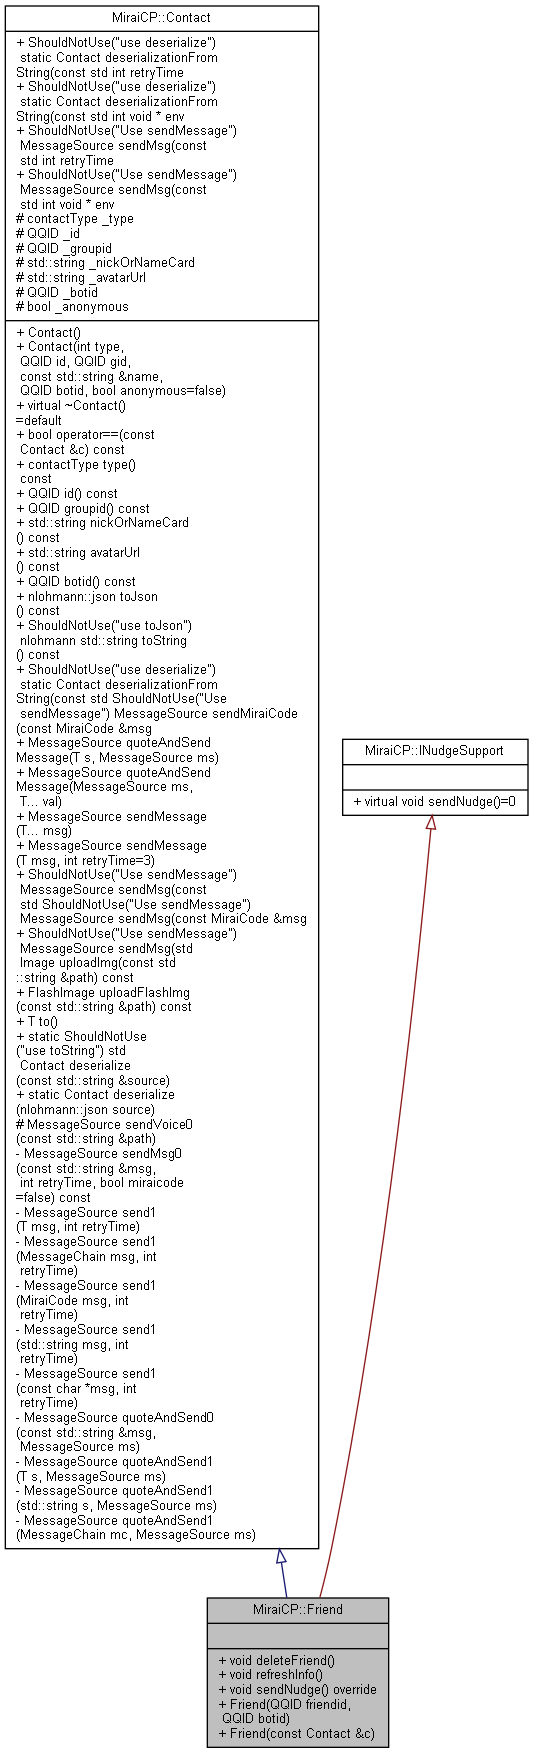 MiraiCP::Contact
+ ShouldNotUse("use deserialize")
static Contact deserializationFrom
String(const std int retryTime
+ ShouldNotUse("use deserialize")
static Contact deserializationFrom
String(const std int void * env
+ ShouldNotUse("Use sendMessage")
MessageSource sendMsg(const
std int retryTime
+ ShouldNotUse("Use sendMessage")
MessageSource sendMsg(const
std int void * env
# contactType _type
# QQID _id
# QQID _groupid
# std::string _nickOrNameCard
# std::string _avatarUrl
# QQID _botid
# bool _anonymous
+ Contact()
+ Contact(int type,
QQID id, QQID gid,
const std::string &name,
QQID botid, bool anonymous=false)
+ virtual ~Contact()
=default
+ bool operator==(const
Contact &c) const
+ contactType type()
const
+ QQID id() const
+ QQID groupid() const
+ std::string nickOrNameCard
() const
+ std::string avatarUrl
() const
+ QQID botid() const
+ nlohmann::json toJson
() const
+ ShouldNotUse("use toJson")
nlohmann std::string toString
() const
+ ShouldNotUse("use deserialize")
static Contact deserializationFrom
String(const std ShouldNotUse("Use
sendMessage") MessageSource sendMiraiCode
(const MiraiCode &msg
+ MessageSource quoteAndSend
Message(T s, MessageSource ms)
+ MessageSource quoteAndSend
Message(MessageSource ms,
T... val)
+ MessageSource sendMessage
(T... msg)
+ MessageSource sendMessage
(T msg, int retryTime=3)
+ ShouldNotUse("Use sendMessage")
MessageSource sendMsg(const
std ShouldNotUse("Use sendMessage")
MessageSource sendMsg(const MiraiCode &msg
+ ShouldNotUse("Use sendMessage")
MessageSource sendMsg(std
Image uploadImg(const std
::string &path) const
+ FlashImage uploadFlashImg
(const std::string &path) const
+ T to()
+ static ShouldNotUse
("use toString") std
Contact deserialize
(const std::string &source)
+ static Contact deserialize
(nlohmann::json source)
# MessageSource sendVoice0
(const std::string &path)
- MessageSource sendMsg0
(const std::string &msg,
int retryTime, bool miraicode
=false) const
- MessageSource send1
(T msg, int retryTime)
- MessageSource send1
(MessageChain msg, int
retryTime)
- MessageSource send1
(MiraiCode msg, int
retryTime)
- MessageSource send1
(std::string msg, int
retryTime)
- MessageSource send1
(const char *msg, int
retryTime)
- MessageSource quoteAndSend0
(const std::string &msg,
MessageSource ms)
- MessageSource quoteAndSend1
(T s, MessageSource ms)
- MessageSource quoteAndSend1
(std::string s, MessageSource ms)
- MessageSource quoteAndSend1
(MessageChain mc, MessageSource ms)
MiraiCP::INudgeSupport
+ virtual void sendNudge()=0
MiraiCP::Friend
+ void deleteFriend()
+ void refreshInfo()
+ void sendNudge() override
+ Friend(QQID friendid,
QQID botid)
+ Friend(const Contact &c)